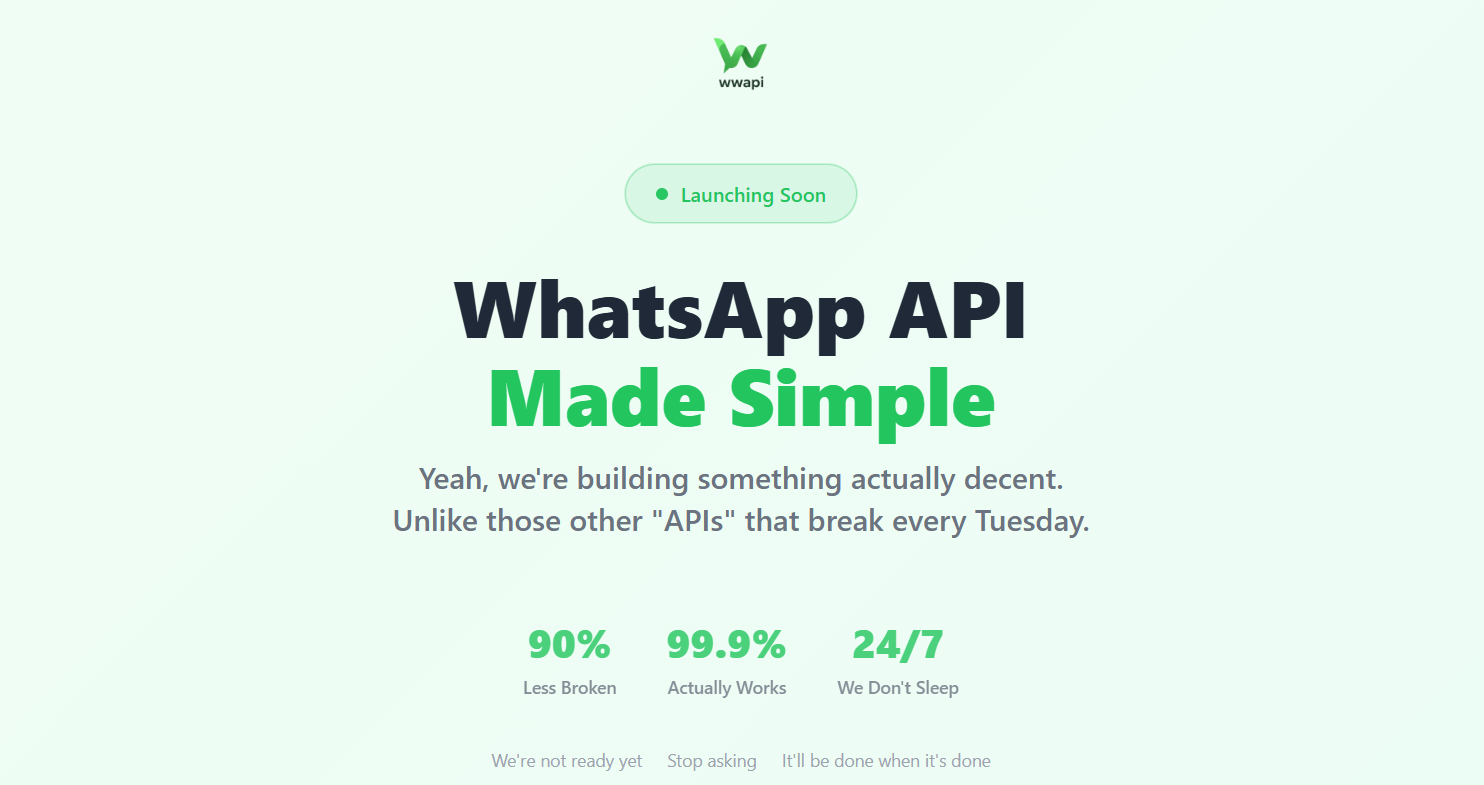 wwapi
Launching Soon
WhatsApp API
Made Simple
Yeah, we're building something actually decent.
Unlike those other "APIs" that break every Tuesday.
90% 99.9% 24/7
Less Broken Actually Works We Don't Sleep
We're not ready yet Stop asking It'll be done when it's done